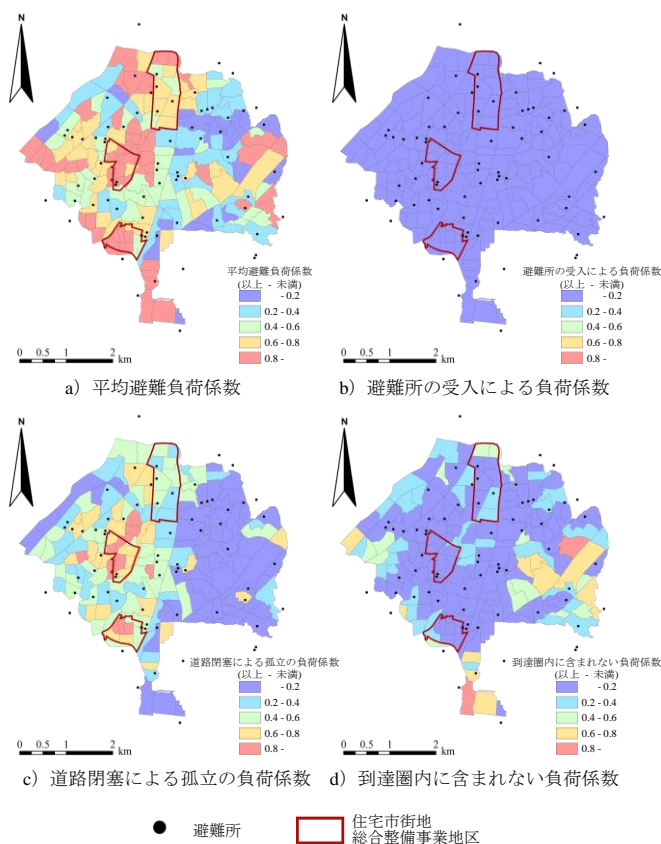 N
平均避難負荷係数
(以上 - 未満)
- 0.2
0.2 - 0.4
0.4 - 0.6
0.6 - 0.8
0.8 -
0 0.5 1 2
km
a）平均避難負荷係数
N
避難所の受入による負荷係数
(以上 - 未満)
- 0.2
0.2 - 0.4
0.4 - 0.6
0.6 - 0.8
0.8 -
0 0.5 1 2
km
b）避難所の受入による負荷係数
N
道路閉塞による孤立の負荷係数
(以上 - 未満)
- 0.2
0.2 - 0.4
0.4 - 0.6
0.6 - 0.8
0.8 -
0 0.5 1 2
km
c）道路閉塞による孤立の負荷係数
N
到達圏内に含まれない負荷係数
(以上 - 未満)
- 0.2
0.2 - 0.4
0.4 - 0.6
0.6 - 0.8
0.8 -
0 0.5 1 2
km
d）到達圏内に含まれない負荷係数
避難所
住宅市街地
総合整備事業地区